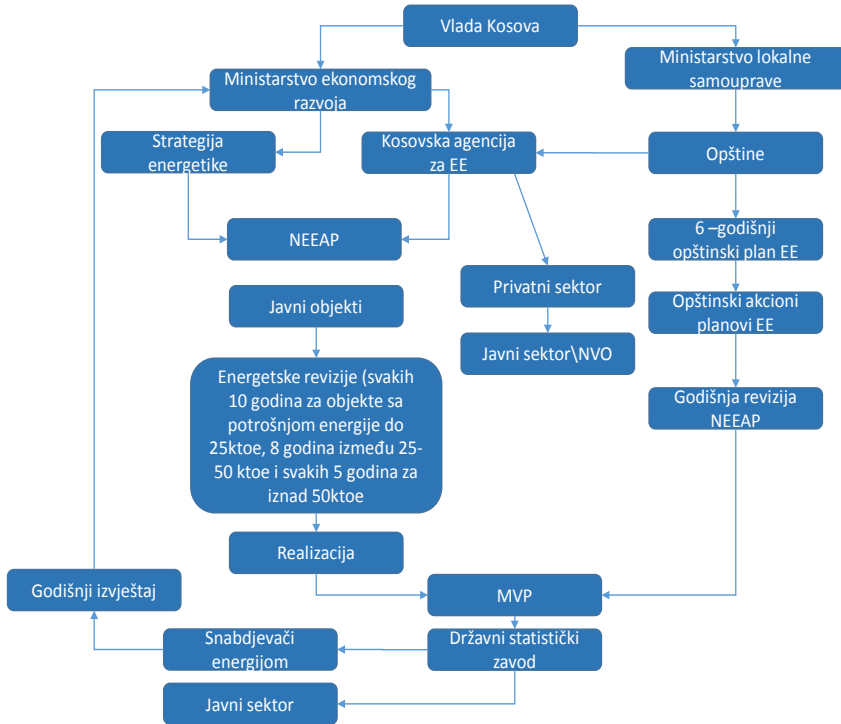 Vlada Kosova
Ministarstvo ekonomskog
razvoja
Ministarstvo lokalne
samouprave
Strategija
energetike
Kosovska agencija
za EE
Opštine
NEEAP
6 –godišnji
opštinski plan EE
Privatni sektor
Javni objekti
Opštinski akcioni
planovi EE
Javni sektor\NVO
Energetske revizije (svakih
10 godina za objekte sa
potrošnjom energije do
25ktoe, 8 godina između 25-
50 ktoe i svakih 5 godina za
iznad 50ktoe
Godišnja revizija
NEEAP
Realizacija
Godišnji izvještaj
MVP
Snabdjevači
energijom
Državni statistički
zavod
Javni sektor